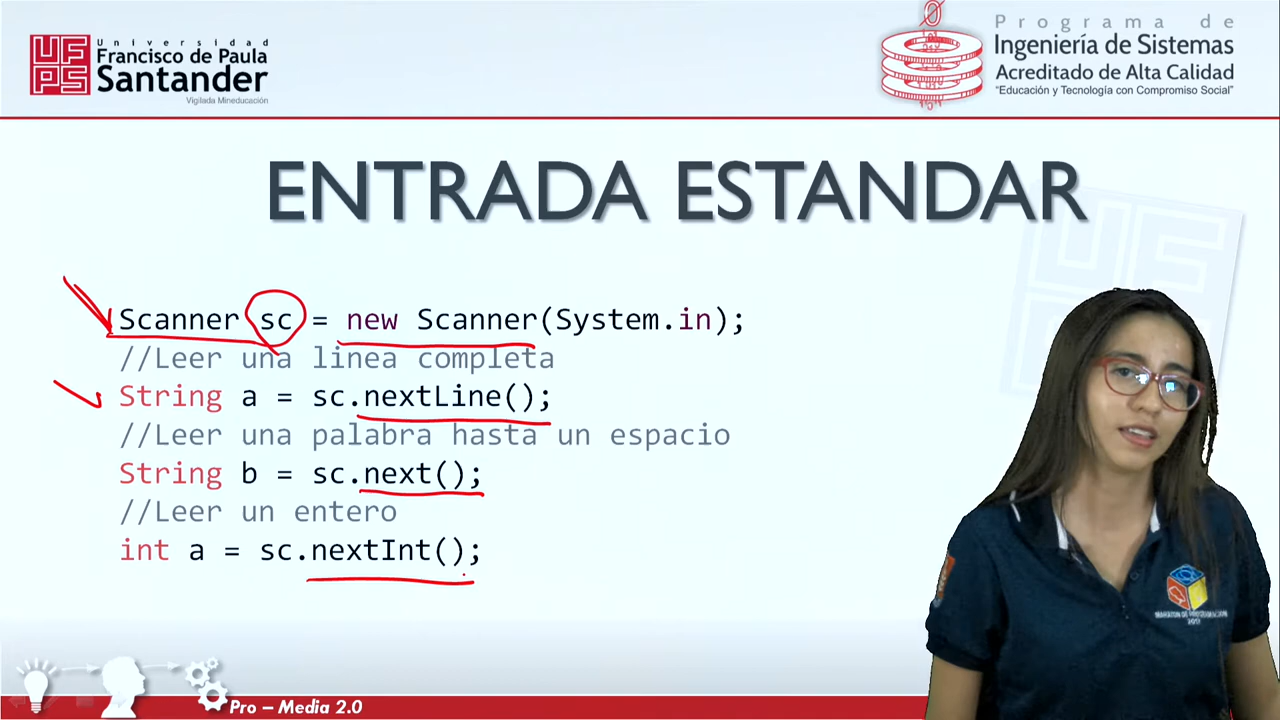 Universidad
Francisco de Paula
Santander
Vigilada Mineducación
Programa de
Ingeniería de Sistemas
Acreditado de Alta Calidad
"Educación y Tecnología con Compromiso Social"
ENTRADA ESTANDAR
Scanner sc = new Scanner(System.in);
//Leer una linea completa
String a = sc.nextLine();
//Leer una palabra hasta un espacio
String b = sc.next();
//Leer un entero
int a = sc.nextInt();
Pro – Media 2.0
UFPS
UFPS